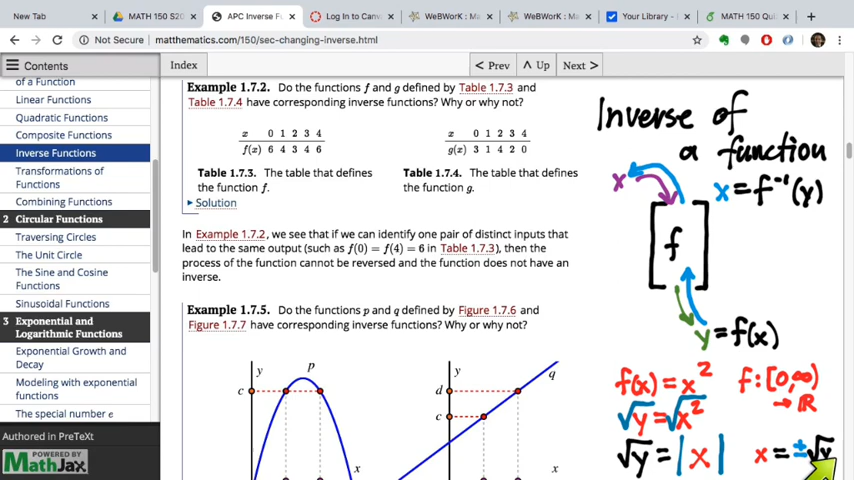 New Tab
MATH 150 S20
APC Inverse F
Log In to Canv
WeBWorK : Ma
WeBWorK : Ma
Your Library -
MATH 150 Qui
Not Secure | mathematics.com/150/sec-changing-inverse.html
Contents
Index
< Prev
∧ Up
Next >
of a Function
Linear Functions
Quadratic Functions
Composite Functions
Inverse Functions
Transformations of
Functions
Combining Functions
2 Circular Functions
Traversing Circles
The Unit Circle
The Sine and Cosine
Functions
Sinusoidal Functions
3 Exponential and
Logarithmic Functions
Exponential Growth and
Decay
Modeling with exponential
functions
The special number e
Authored in PreTeXt
POWERED BY
MathJax
Example 1.7.2. Do the functions f and g defined by Table 1.7.3 and
Table 1.7.4 have corresponding inverse functions? Why or why not?
x 0 1 2 3 4
f(x) 6 4 3 4 6
x 0 1 2 3 4
g(x) 3 1 4 2 0
Table 1.7.3. The table that defines
the function f.
Table 1.7.4. The table that defines
the function g.
▸ Solution
In Example 1.7.2, we see that if we can identify one pair of distinct inputs that
lead to the same output (such as f(0) = f(4) = 6 in Table 1.7.3), then the
process of the function cannot be reversed and the function does not have an
inverse.
Example 1.7.5. Do the functions p and q defined by Figure 1.7.6 and
Figure 1.7.7 have corresponding inverse functions? Why or why not?
y
p
c
x
y
q
d
c
x
Inverse of
a function
x
x = f⁻¹(y)
f
y = f(x)
f(x) = x²
f : [0,∞)
→ ℝ
√y = √x²
√y = |x|
x = ±√y